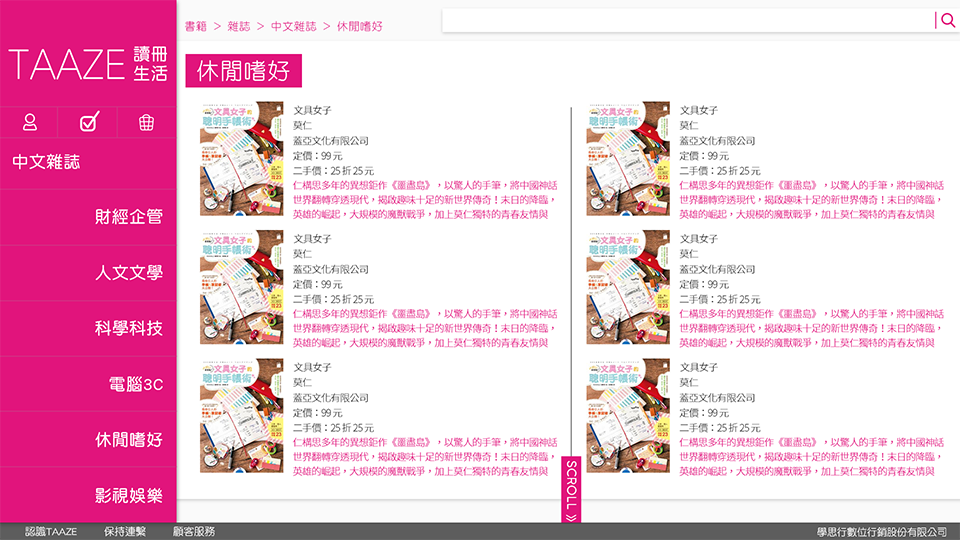 TAAZE 讀冊生活
書籍 > 雜誌 > 中文雜誌 > 休閒嗜好
中文雜誌
財經企管
人文文學
科學科技
電腦3C
休閒嗜好
影視娛樂
休閒嗜好
文具女子の
聰明手帳術
文具女子
莫仁
蓋亞文化有限公司
定價：99 元
二手價：25 折 25 元
仁構思多年的異想鉅作《噩盡島》，以驚人的手筆，將中國神話
世界翻轉穿透現代，揭啟趣味十足的新世界傳奇！末日的降臨，
英雄的崛起，大規模的魔獸戰爭，加上莫仁獨特的青春友情與
文具女子の
聰明手帳術
文具女子
莫仁
蓋亞文化有限公司
定價：99 元
二手價：25 折 25 元
仁構思多年的異想鉅作《噩盡島》，以驚人的手筆，將中國神話
世界翻轉穿透現代，揭啟趣味十足的新世界傳奇！末日的降臨，
英雄的崛起，大規模的魔獸戰爭，加上莫仁獨特的青春友情與
文具女子の
聰明手帳術
文具女子
莫仁
蓋亞文化有限公司
定價：99 元
二手價：25 折 25 元
仁構思多年的異想鉅作《噩盡島》，以驚人的手筆，將中國神話
世界翻轉穿透現代，揭啟趣味十足的新世界傳奇！末日的降臨，
英雄的崛起，大規模的魔獸戰爭，加上莫仁獨特的青春友情與
文具女子の
聰明手帳術
文具女子
莫仁
蓋亞文化有限公司
定價：99 元
二手價：25 折 25 元
仁構思多年的異想鉅作《噩盡島》，以驚人的手筆，將中國神話
世界翻轉穿透現代，揭啟趣味十足的新世界傳奇！末日的降臨，
英雄的崛起，大規模的魔獸戰爭，加上莫仁獨特的青春友情與
文具女子の
聰明手帳術
文具女子
莫仁
蓋亞文化有限公司
定價：99 元
二手價：25 折 25 元
仁構思多年的異想鉅作《噩盡島》，以驚人的手筆，將中國神話
世界翻轉穿透現代，揭啟趣味十足的新世界傳奇！末日的降臨，
英雄的崛起，大規模的魔獸戰爭，加上莫仁獨特的青春友情與
文具女子の
聰明手帳術
文具女子
莫仁
蓋亞文化有限公司
定價：99 元
二手價：25 折 25 元
仁構思多年的異想鉅作《噩盡島》，以驚人的手筆，將中國神話
世界翻轉穿透現代，揭啟趣味十足的新世界傳奇！末日的降臨，
英雄的崛起，大規模的魔獸戰爭，加上莫仁獨特的青春友情與
SCROLL
認識TAAZE 保持連繫 顧客服務
學思行數位行銷股份有限公司